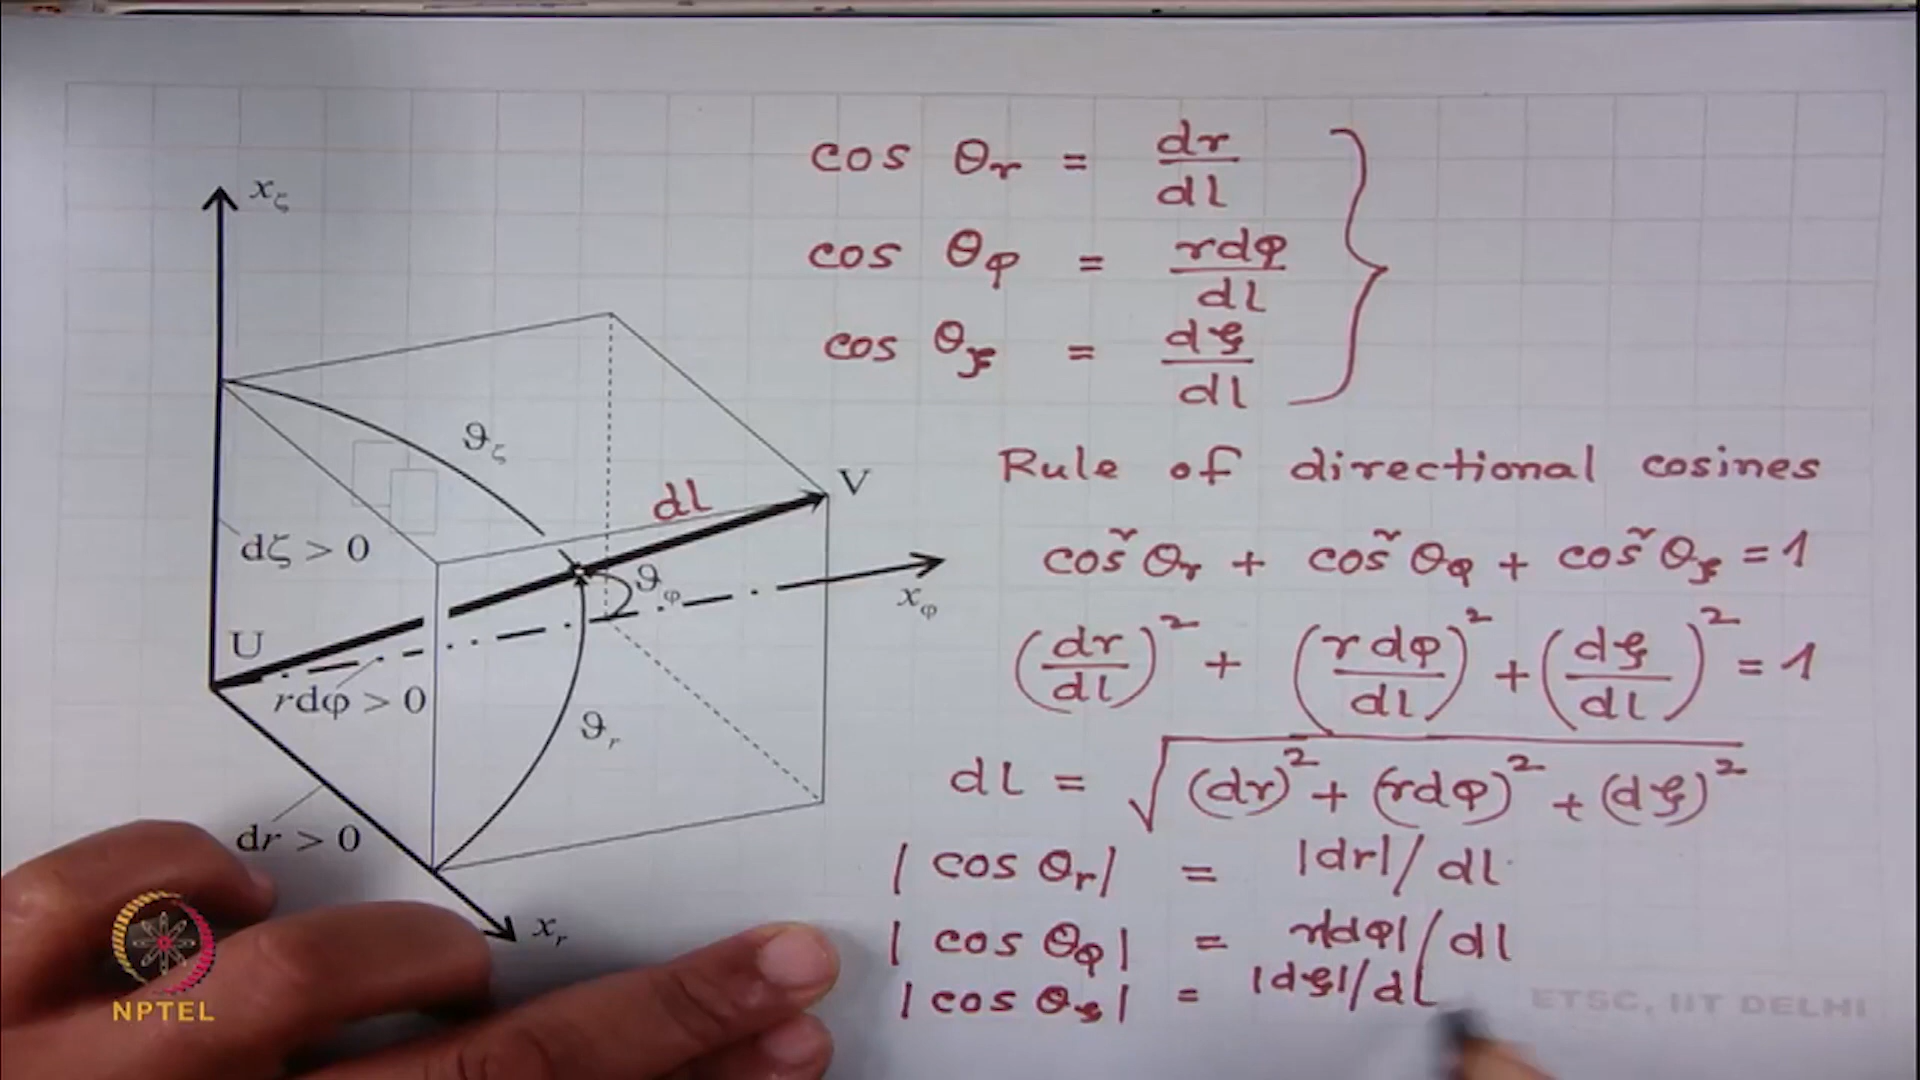 cos θr = dr/dl
cos θφ = rdφ/dl
cos θζ = dζ/dl
Rule of directional cosines
cos² θr + cos² θφ + cos² θζ = 1
(dr/dl)² + (rdφ/dl)² + (dζ/dl)² = 1
dl = √((dr)² + (rdφ)² + (dζ)²)
|cos θr| = |dr|/dl
|cos θφ| = r|dφ|/dl
|cos θζ| = |dζ|/dl
xζ
ϑζ
dζ > 0
dl
V
ϑφ
xφ
U
rdφ > 0
ϑr
dr > 0
xr
NPTEL
ETSC, IIT DELHI